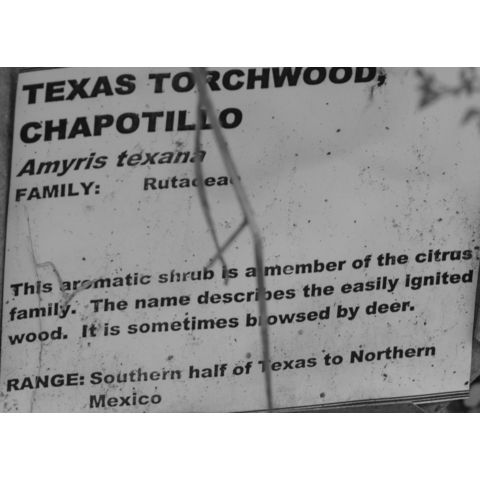 TEXAS TORCHWOOD,
CHAPOTILLO
Amyris texana
FAMILY: Rutaceae
This aromatic shrub is a member of the citrus
family. The name describes the easily ignited
wood. It is sometimes browsed by deer.
RANGE: Southern half of Texas to Northern
Mexico